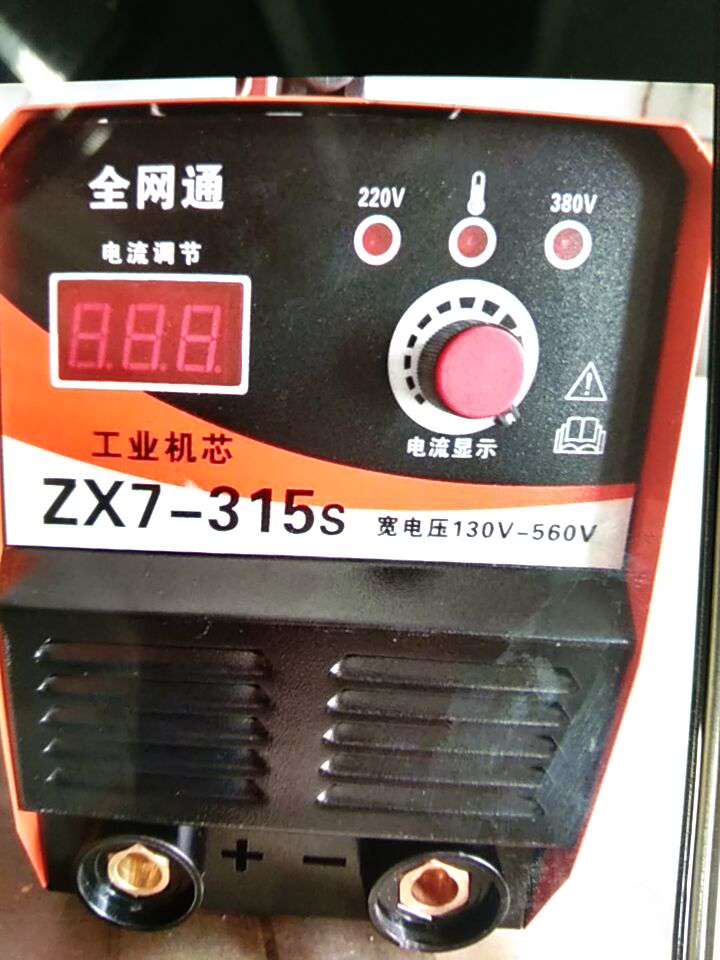 全网通
220V
380V
电流调节
888
电流显示
工业机芯
ZX7-315s
宽电压130V-560V
+ -